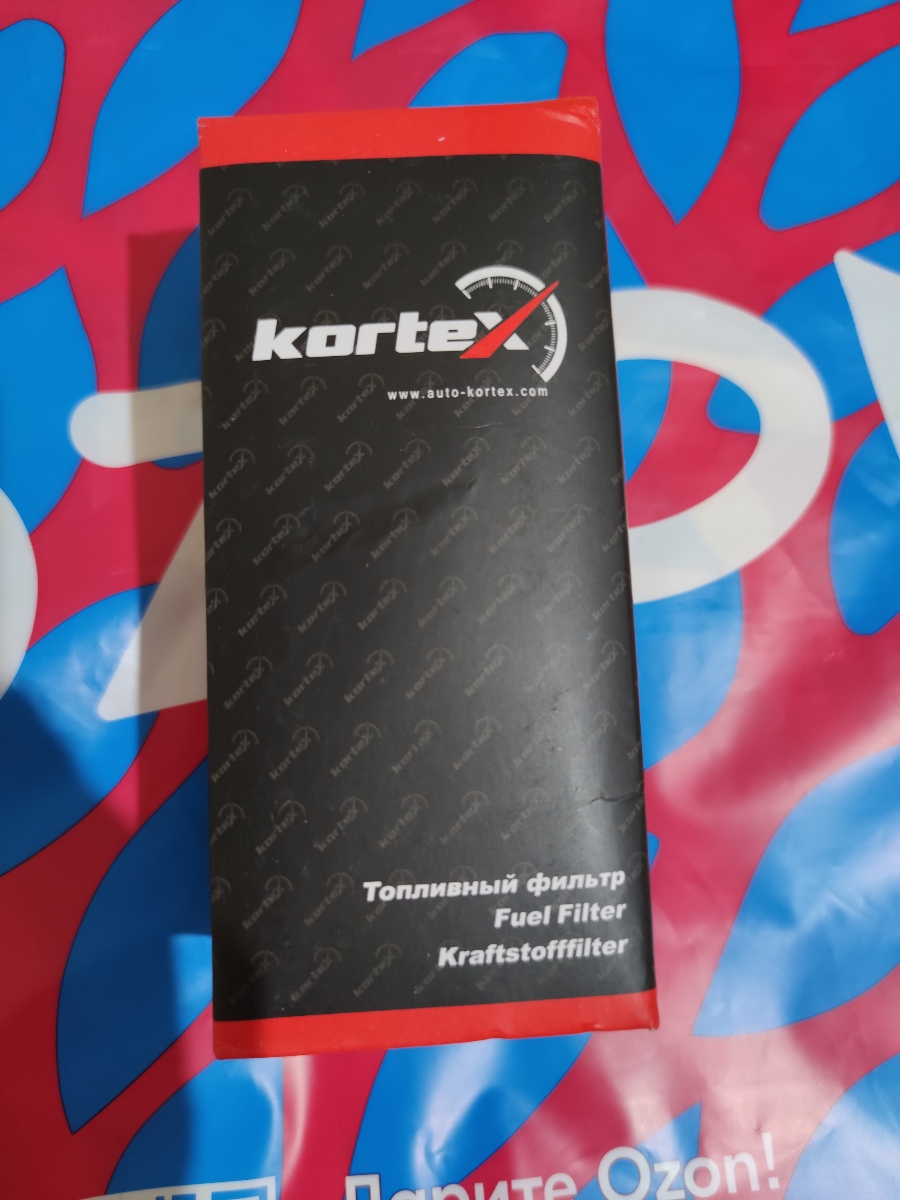 kortex
www.auto-kortex.com
Топливный фильтр
Fuel Filter
Kraftstofffilter
Дарите Ozon!